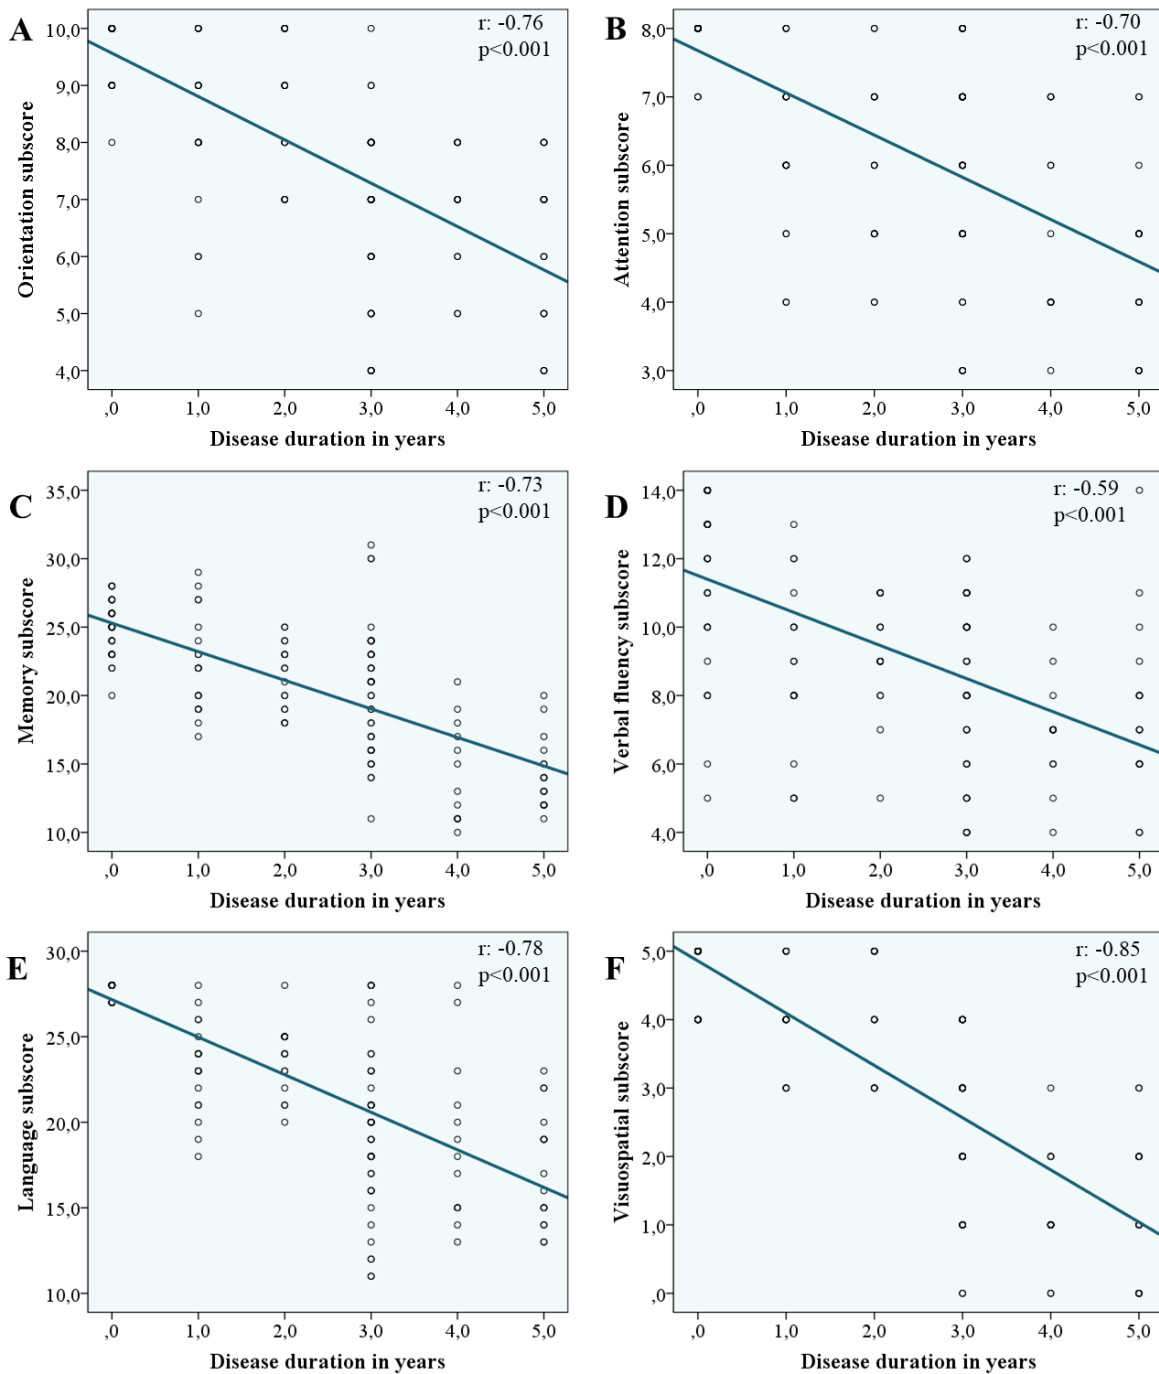 A
r: -0.76
p<0.001
Orientation subscore
10,0
9,0
8,0
7,0
6,0
5,0
4,0
,0 1,0 2,0 3,0 4,0 5,0
Disease duration in years
B
r: -0.70
p<0.001
Attention subscore
8,0
7,0
6,0
5,0
4,0
3,0
,0 1,0 2,0 3,0 4,0 5,0
Disease duration in years
C
r: -0.73
p<0.001
Memory subscore
35,0
30,0
25,0
20,0
15,0
10,0
,0 1,0 2,0 3,0 4,0 5,0
Disease duration in years
D
r: -0.59
p<0.001
Verbal fluency subscore
14,0
12,0
10,0
8,0
6,0
4,0
,0 1,0 2,0 3,0 4,0 5,0
Disease duration in years
E
r: -0.78
p<0.001
Language subscore
30,0
25,0
20,0
15,0
10,0
,0 1,0 2,0 3,0 4,0 5,0
Disease duration in years
F
r: -0.85
p<0.001
Visuospatial subscore
5,0
4,0
3,0
2,0
1,0
,0
,0 1,0 2,0 3,0 4,0 5,0
Disease duration in years